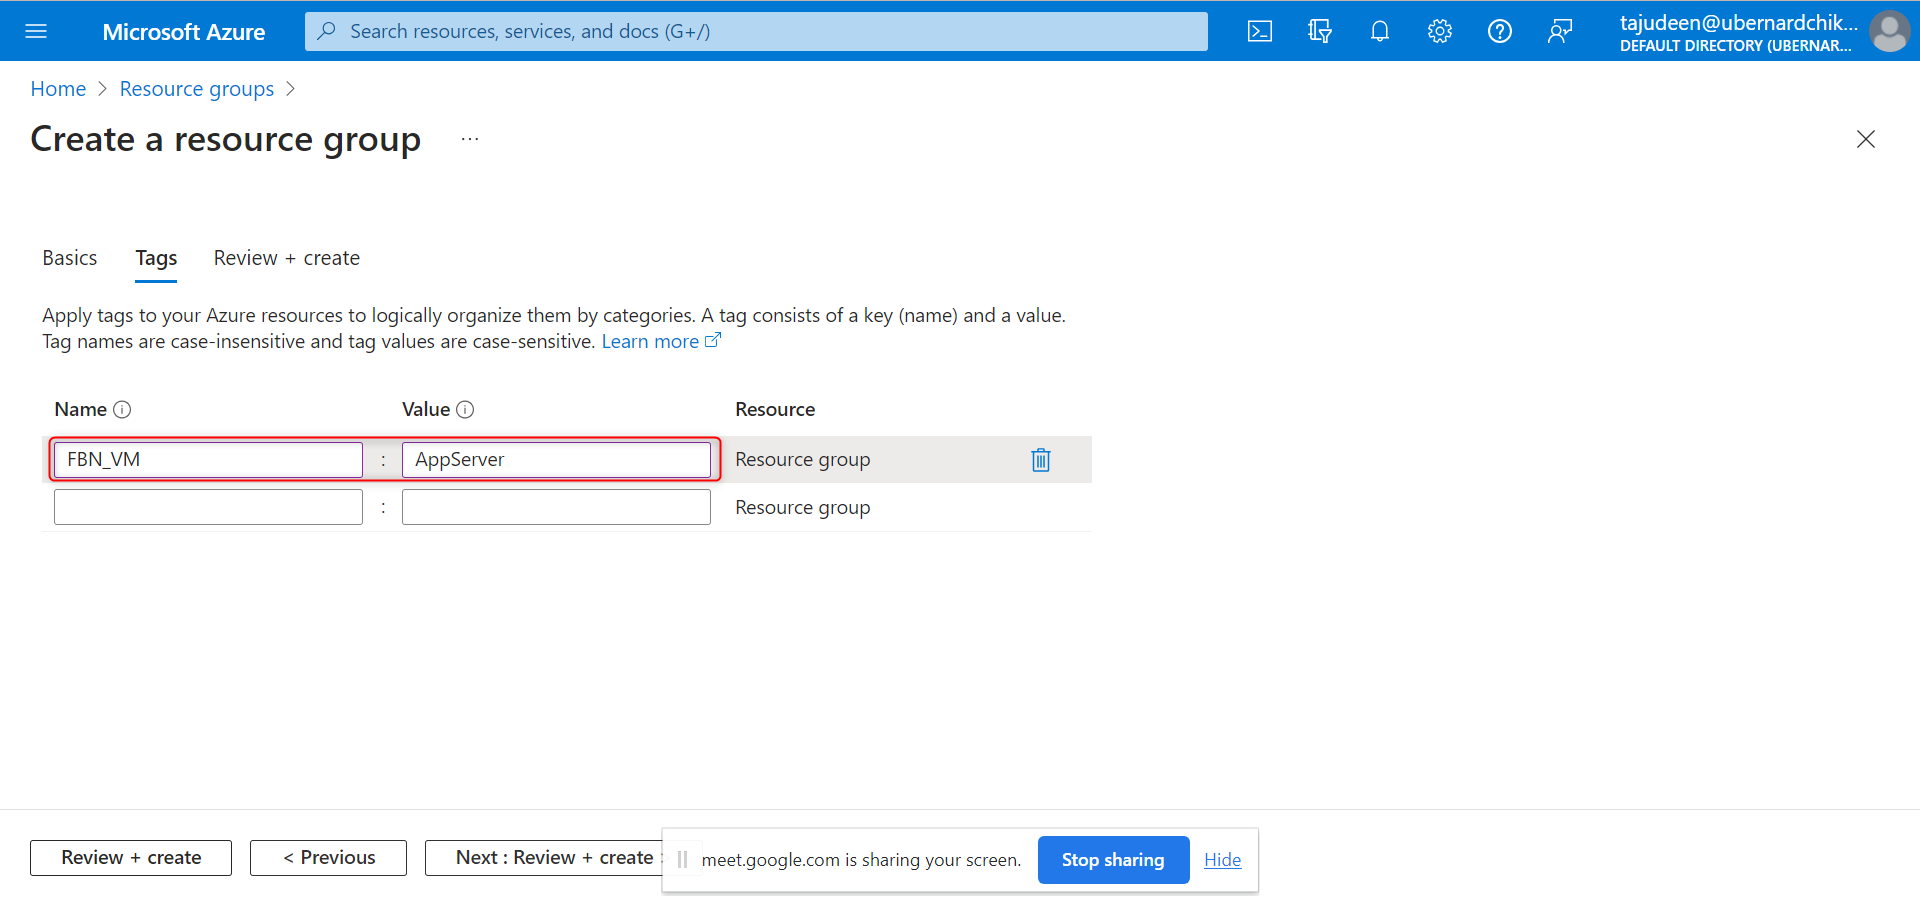 Microsoft Azure
Search resources, services, and docs (G+/)
tajudeen@ubernardchik...
DEFAULT DIRECTORY (UBERNAR...
Home > Resource groups >
Create a resource group ...
Basics Tags Review + create
Apply tags to your Azure resources to logically organize them by categories. A tag consists of a key (name) and a value.
Tag names are case-insensitive and tag values are case-sensitive. Learn more
Name Value Resource
FBN_VM : AppServer Resource group
: Resource group
Review + create < Previous Next : Review + create >
meet.google.com is sharing your screen. Stop sharing Hide